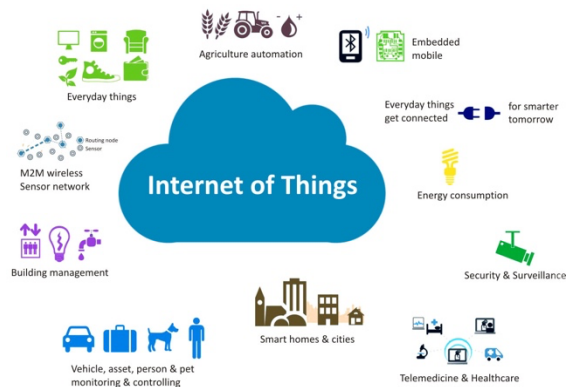 Agriculture automation
Embedded
mobile
Everyday things
Everyday things
get connected
for smarter
tomorrow
Routing node
Sensor
M2M wireless
Sensor network
Internet of Things
Energy consumption
Building management
Security & Surveillance
Smart homes & cities
Vehicle, asset, person & pet
monitoring & controlling
Telemedicine & Healthcare